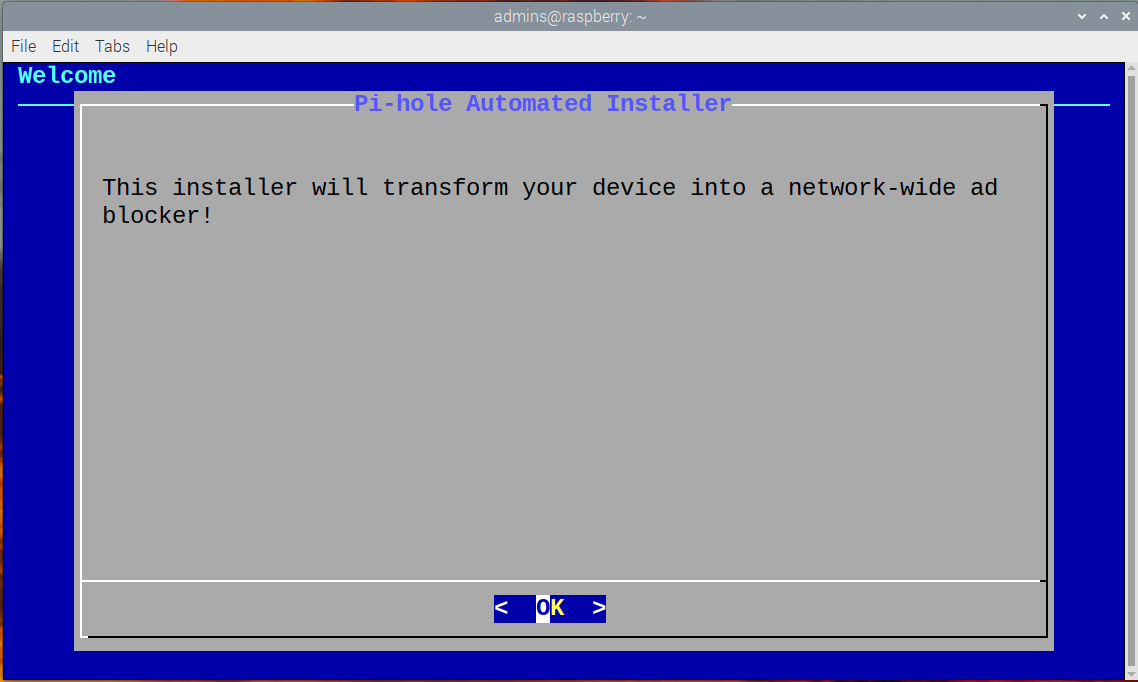 admins@raspberry: ~
File Edit Tabs Help
Welcome
Pi-hole Automated Installer
This installer will transform your device into a network-wide ad
blocker!
< OK >